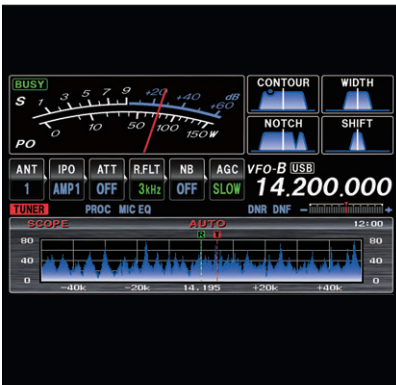 BUSY
S 1 3 5 7 9 +20 +40 +60 dB
0 10 50 100 150W
PO
CONTOUR WIDTH
NOTCH SHIFT
ANT IPO ATT R.FLT NB AGC VFO-B USB
1 AMP1 OFF 3kHz OFF SLOW 14.200.000
TUNER PROC MIC EQ DNR DNF - +
SCOPE AUTO 12:00
R T
80 80
40 40
0 0
-40k -20k 14.195 +20k +40k